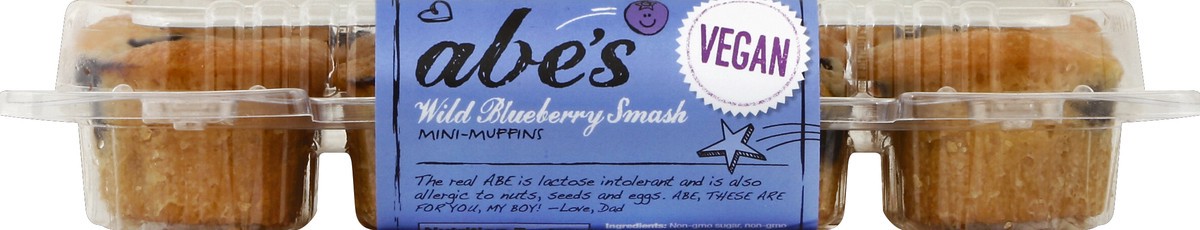 abe's
VEGAN
Wild Blueberry Smash
MINI-MUFFINS
The real ABE is lactose intolerant and is also
allergic to nuts, seeds and eggs. ABE, THESE ARE
FOR YOU, MY BOY! —Love, Dad
Ingredients: Non-gmo sugar, non-gmo